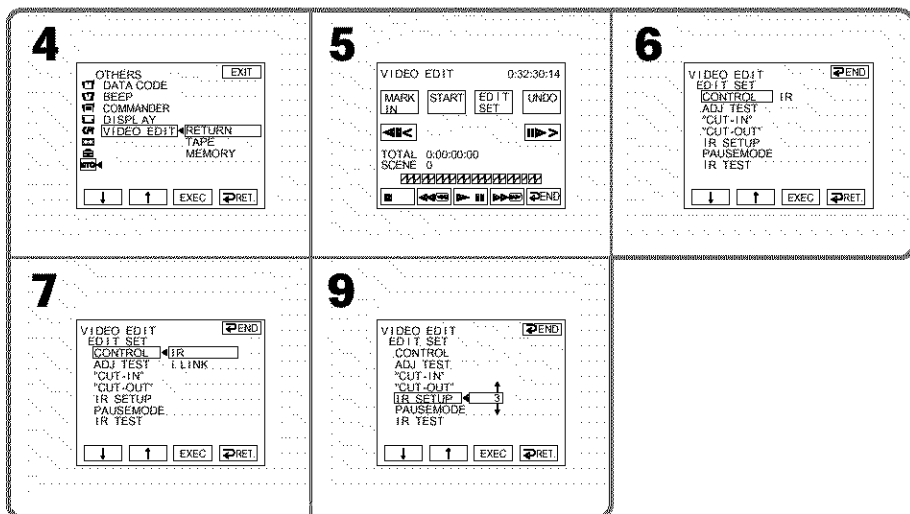 4
OTHERS EXIT
DATA CODE
BEEP
COMMANDER
DISPLAY
VIDEO EDIT RETURN
TAPE
MEMORY
ETC
↓ ↑ EXEC RET.
5
VIDEO EDIT 0:32:30:14
MARK IN START EDIT SET UNDO
TOTAL 0:00:00:00
SCENE 0
END
6
VIDEO EDIT END
EDIT SET
CONTROL IR
ADJ TEST
"CUT-IN"
"CUT-OUT"
IR SETUP
PAUSEMODE
IR TEST
↓ ↑ EXEC RET.
7
VIDEO EDIT END
EDIT SET
CONTROL IR
ADJ TEST i.LINK
"CUT-IN"
"CUT-OUT"
IR SETUP
PAUSEMODE
IR TEST
↓ ↑ EXEC RET.
9
VIDEO EDIT END
EDIT SET
CONTROL
ADJ TEST
"CUT-IN"
"CUT-OUT"
IR SETUP 3
PAUSEMODE
IR TEST
↓ ↑ EXEC RET.